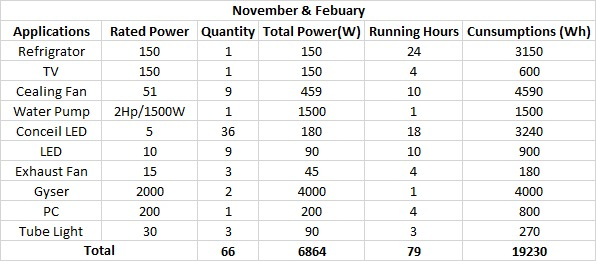 November & Febuary
Applications Rated Power Quantity Total Power(W) Running Hours Cunsumptions (Wh)
Refrigrator 150 1 150 24 3150
TV 150 1 150 4 600
Cealing Fan 51 9 459 10 4590
Water Pump 2Hp/1500W 1 1500 1 1500
Conceil LED 5 36 180 18 3240
LED 10 9 90 10 900
Exhaust Fan 15 3 45 4 180
Gyser 2000 2 4000 1 4000
PC 200 1 200 4 800
Tube Light 30 3 90 3 270
Total 66 6864 79 19230